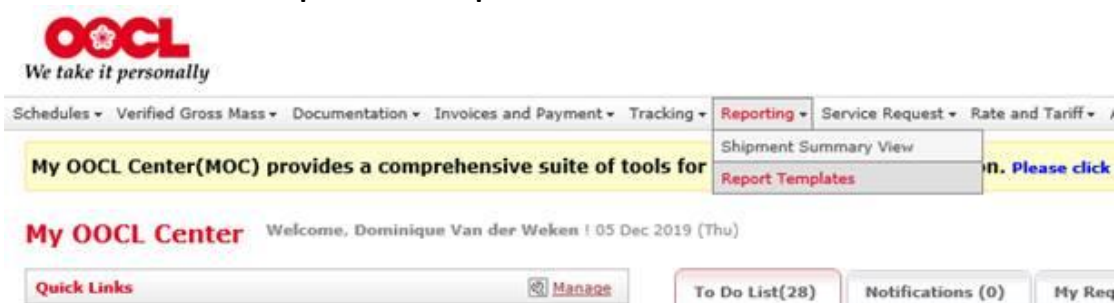 OOCL
We take it personally
Schedules Verified Gross Mass Documentation Invoices and Payment Tracking Reporting Service Request Rate and Tariff
Shipment Summary View
My OOCL Center(MOC) provides a comprehensive suite of tools for n. Please click
Report Templates
My OOCL Center Welcome, Dominique Van der Weken ! 05 Dec 2019 (Thu)
Quick Links Manage To Do List(28) Notifications (0) My Req